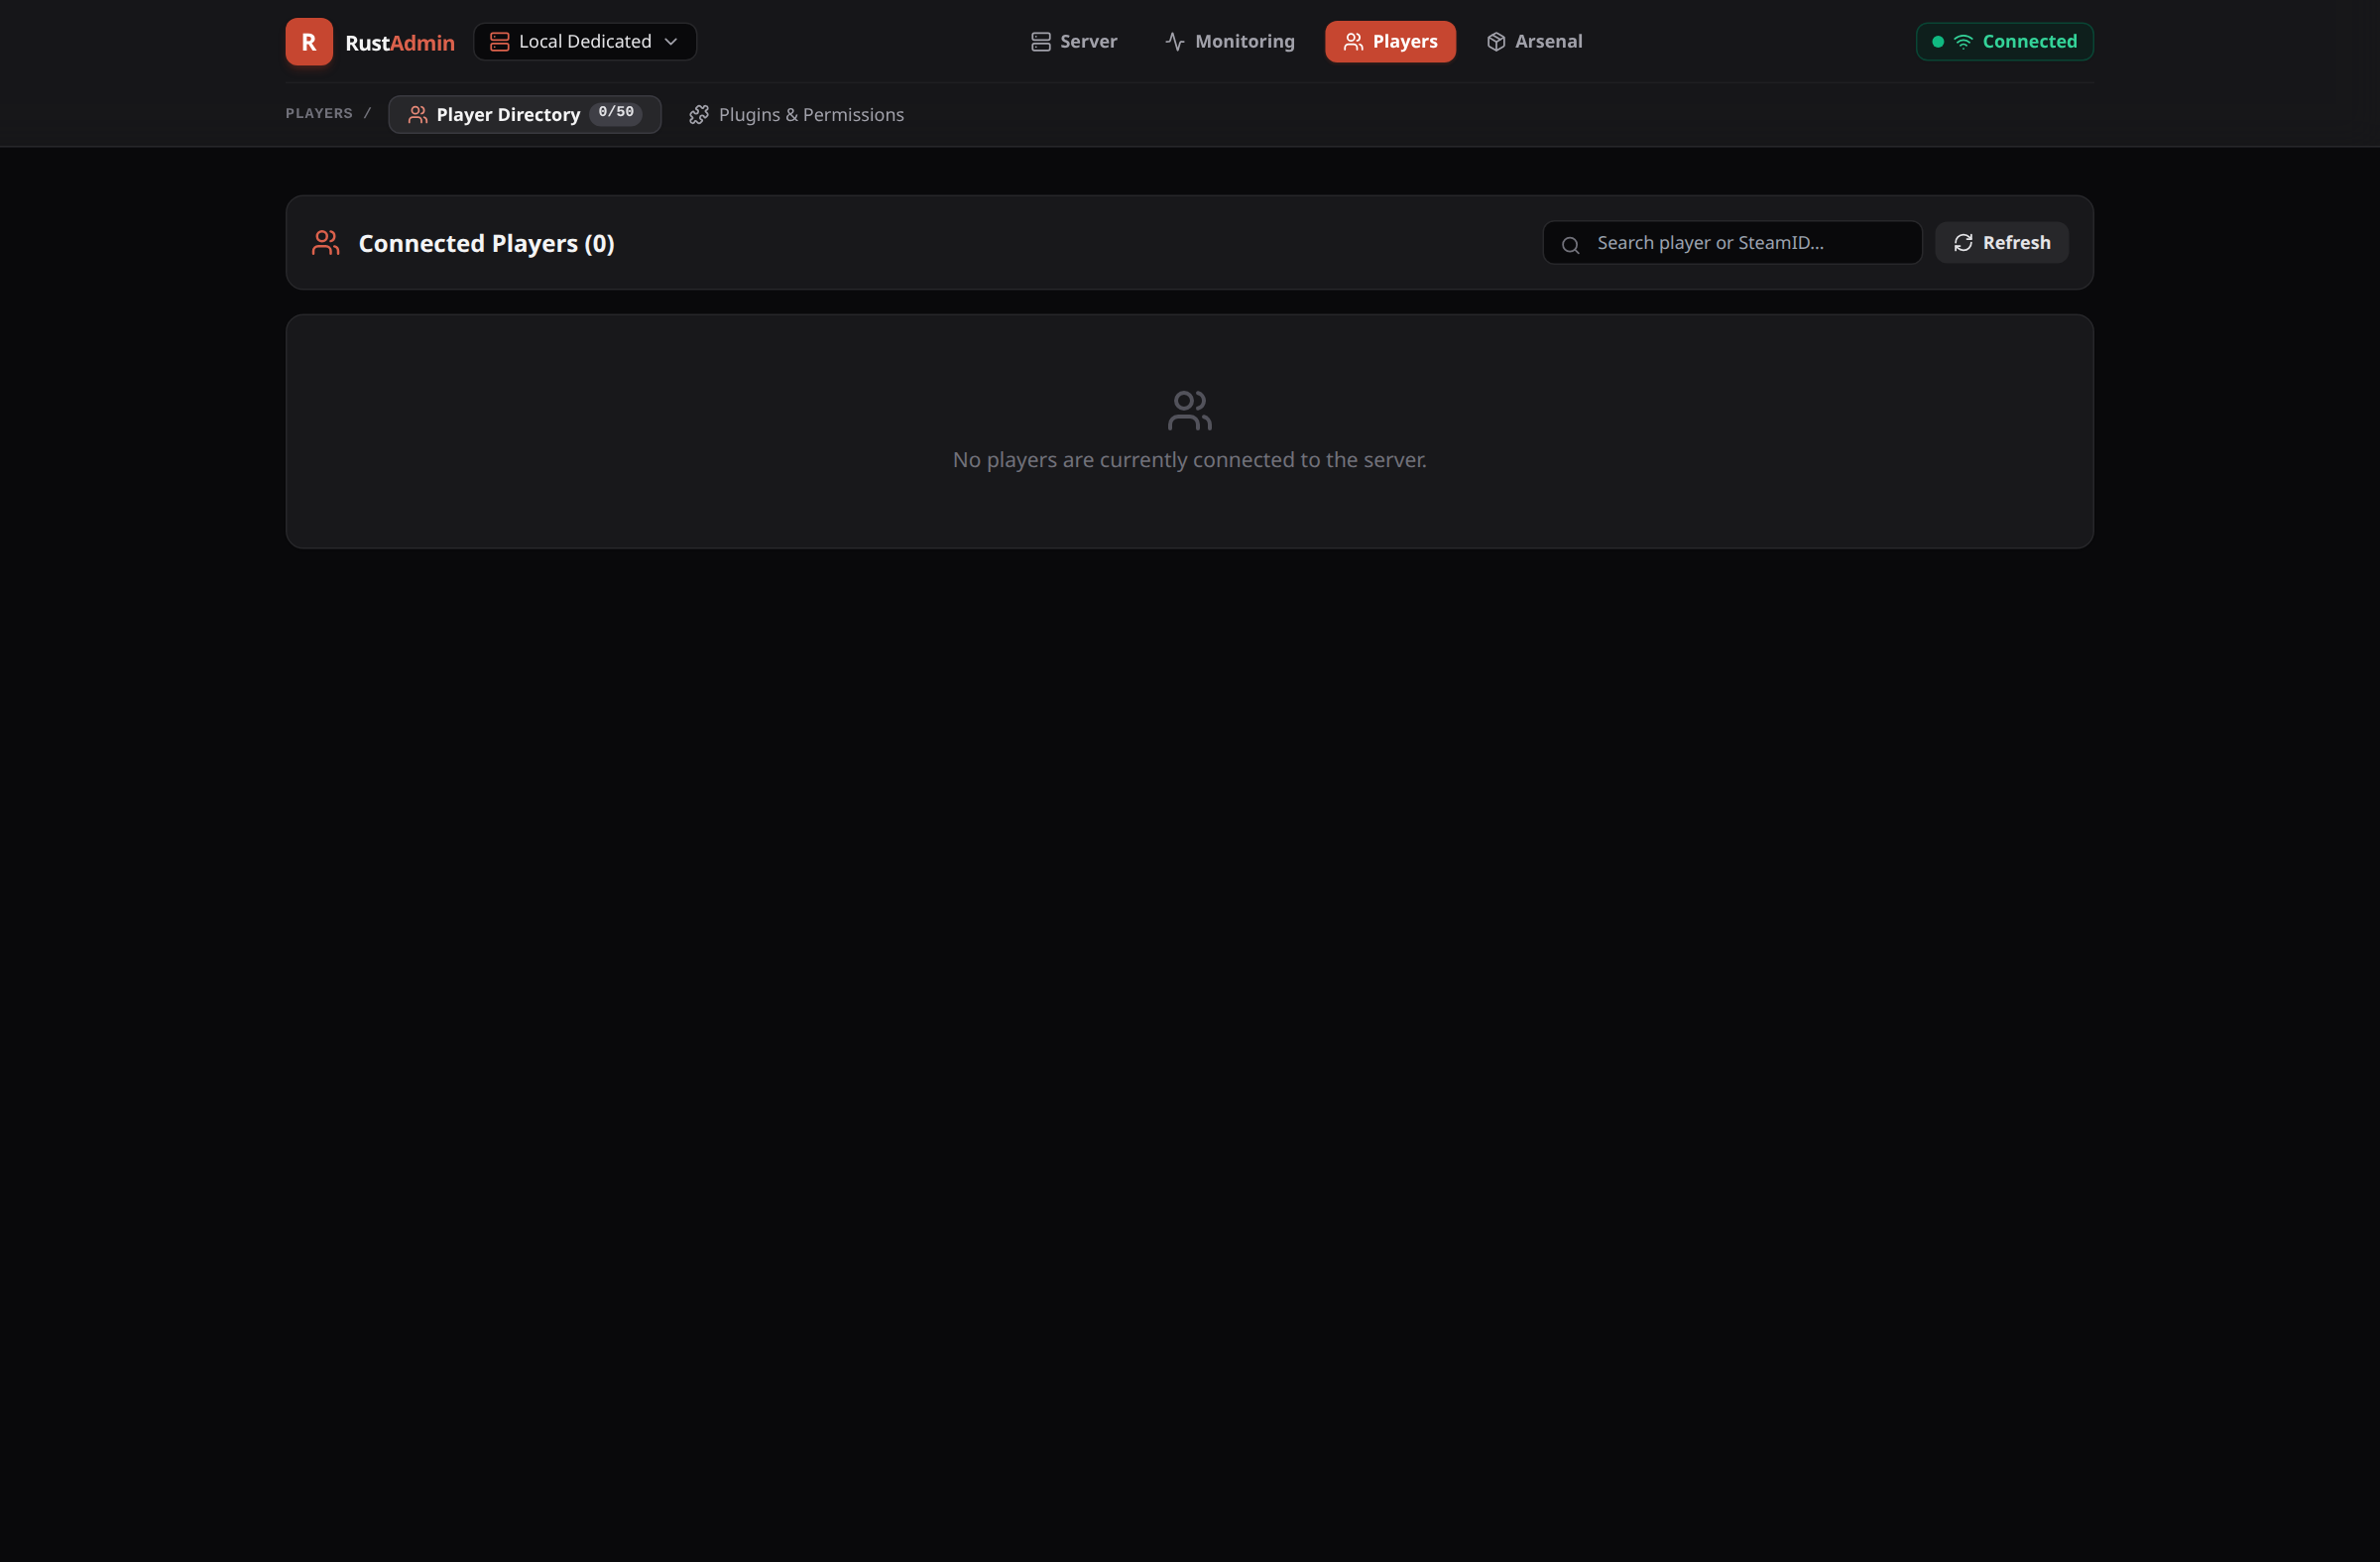 R RustAdmin Local Dedicated Server Monitoring Players Arsenal Connected
PLAYERS / Player Directory 0/50 Plugins & Permissions
Connected Players (0) Search player or SteamID... Refresh
No players are currently connected to the server.